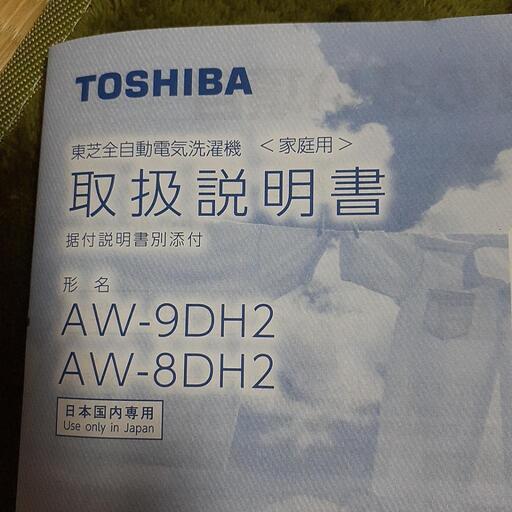 TOSHIBA
東芝全自動電気洗濯機 <家庭用>
取扱説明書
据付説明書別添付
形 名
AW-9DH2
AW-8DH2
日本国内専用
Use only in Japan